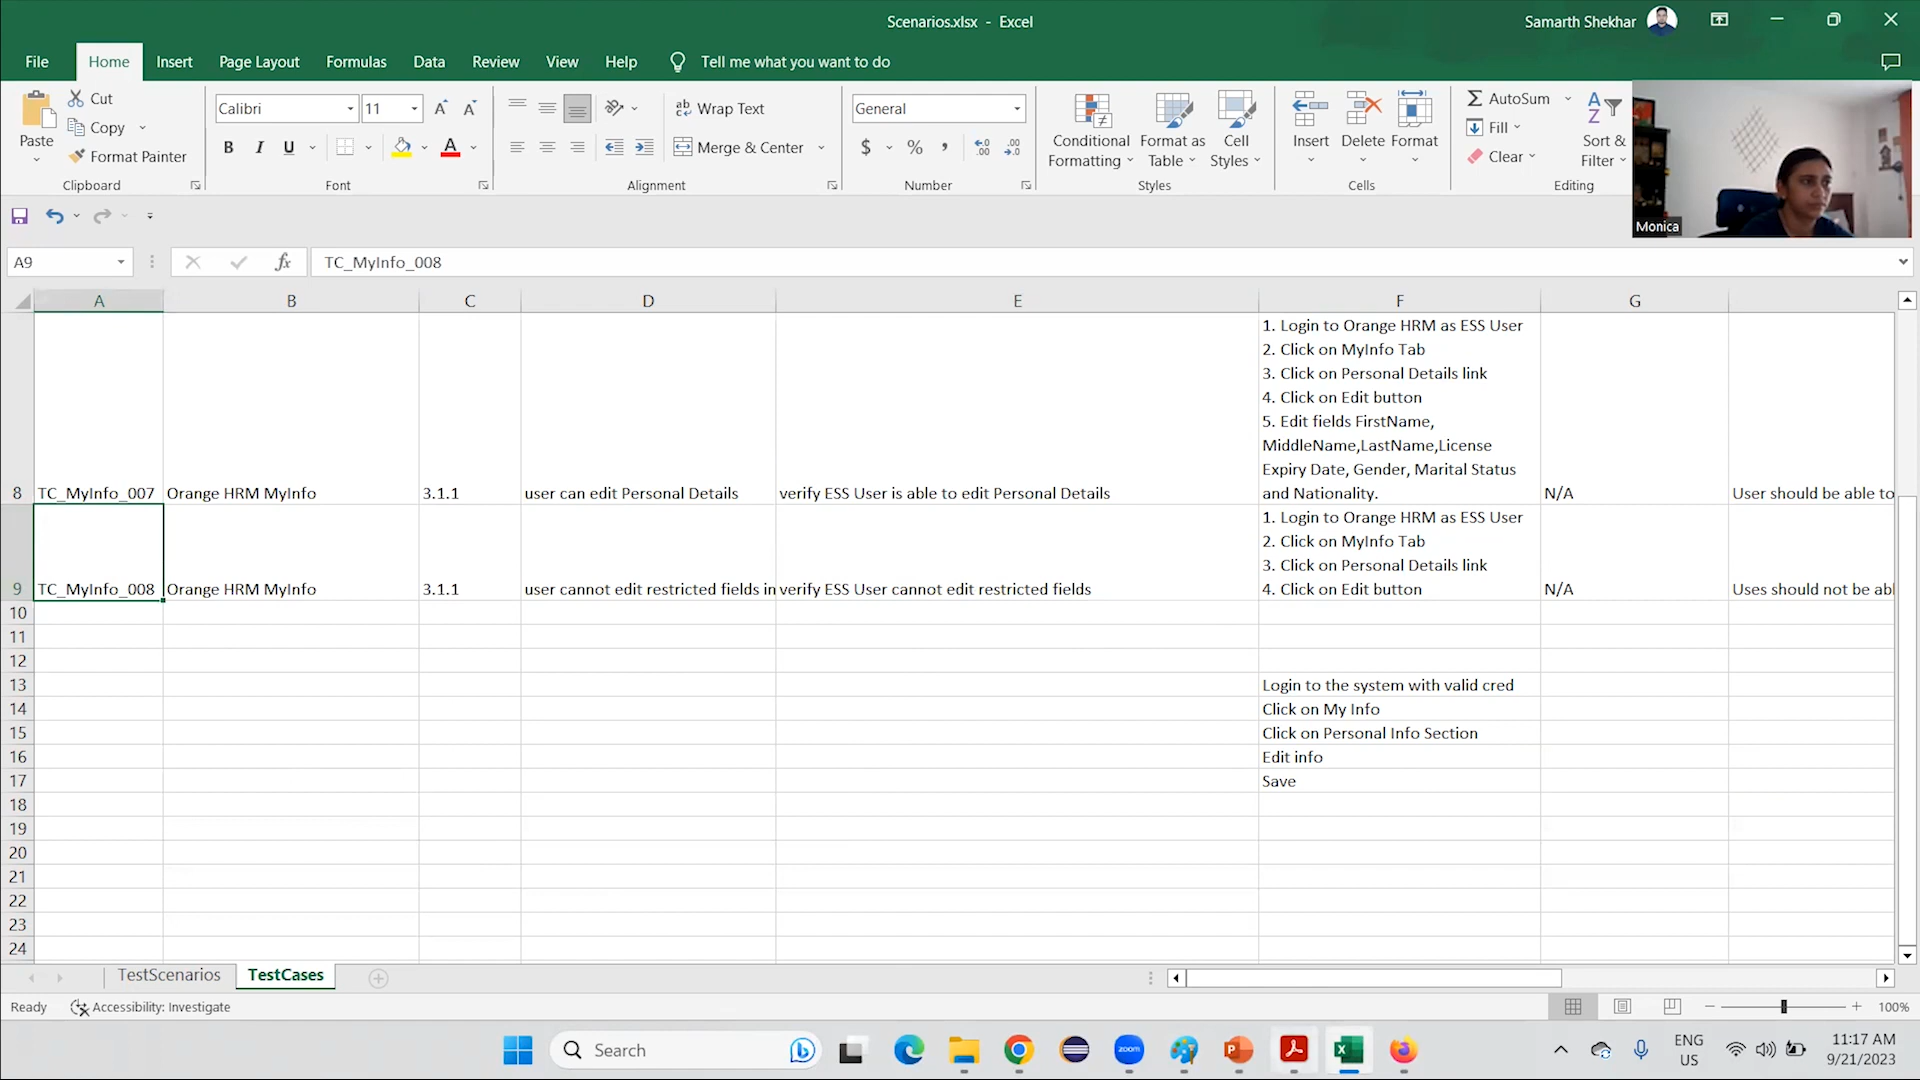 Scenarios.xlsx - Excel
Samarth Shekhar
File Home Insert Page Layout Formulas Data Review View Help Tell me what you want to do
Paste
Cut
Copy
Format Painter
Clipboard
Calibri 11
B I U
Font
Wrap Text
Merge & Center
Alignment
General
$ % ,
Number
Conditional Formatting
Format as Table
Cell Styles
Styles
Insert Delete Format
Cells
AutoSum
Fill
Clear
Sort & Filter
Editing
Monica
A9 fx TC_MyInfo_008
A B C D E F G
1. Login to Orange HRM as ESS User
2. Click on MyInfo Tab
3. Click on Personal Details link
4. Click on Edit button
5. Edit fields FirstName,
MiddleName,LastName,License
Expiry Date, Gender, Marital Status
8 TC_MyInfo_007 Orange HRM MyInfo 3.1.1 user can edit Personal Details verify ESS User is able to edit Personal Details and Nationality. N/A User should be able to
1. Login to Orange HRM as ESS User
2. Click on MyInfo Tab
3. Click on Personal Details link
9 TC_MyInfo_008 Orange HRM MyInfo 3.1.1 user cannot edit restricted fields in verify ESS User cannot edit restricted fields 4. Click on Edit button N/A Uses should not be abl
10
11
12
13 Login to the system with valid cred
14 Click on My Info
15 Click on Personal Info Section
16 Edit info
17 Save
18
19
20
21
22
23
24
TestScenarios TestCases
Ready Accessibility: Investigate 100%
Search
zoom
ENG
US
11:17 AM
9/21/2023